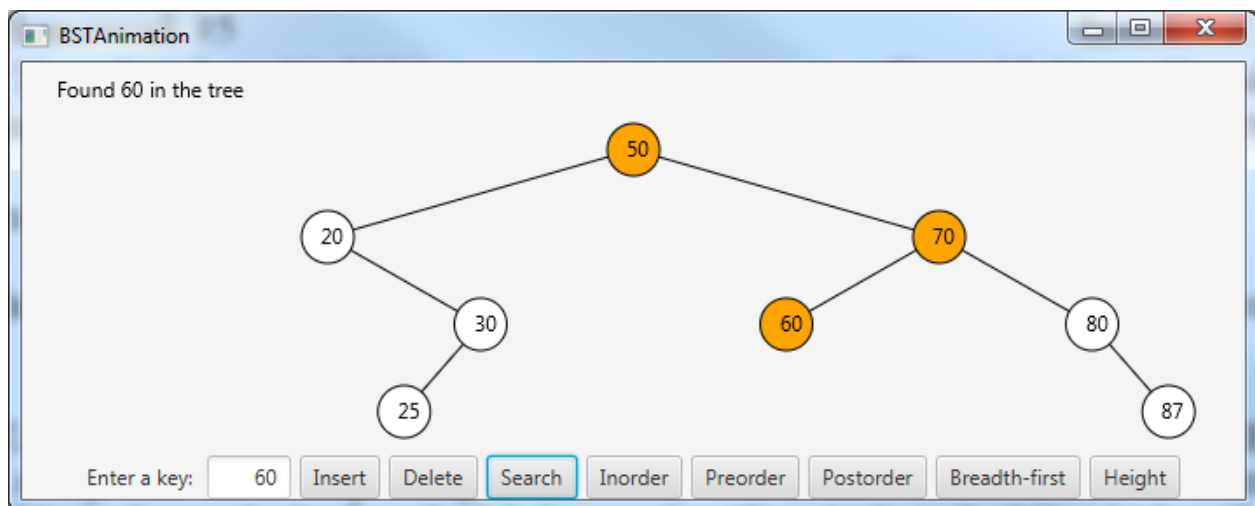 BSTAnimation
Found 60 in the tree
50
20 70
30 60 80
25 87
Enter a key: 60 Insert Delete Search Inorder Preorder Postorder Breadth-first Height